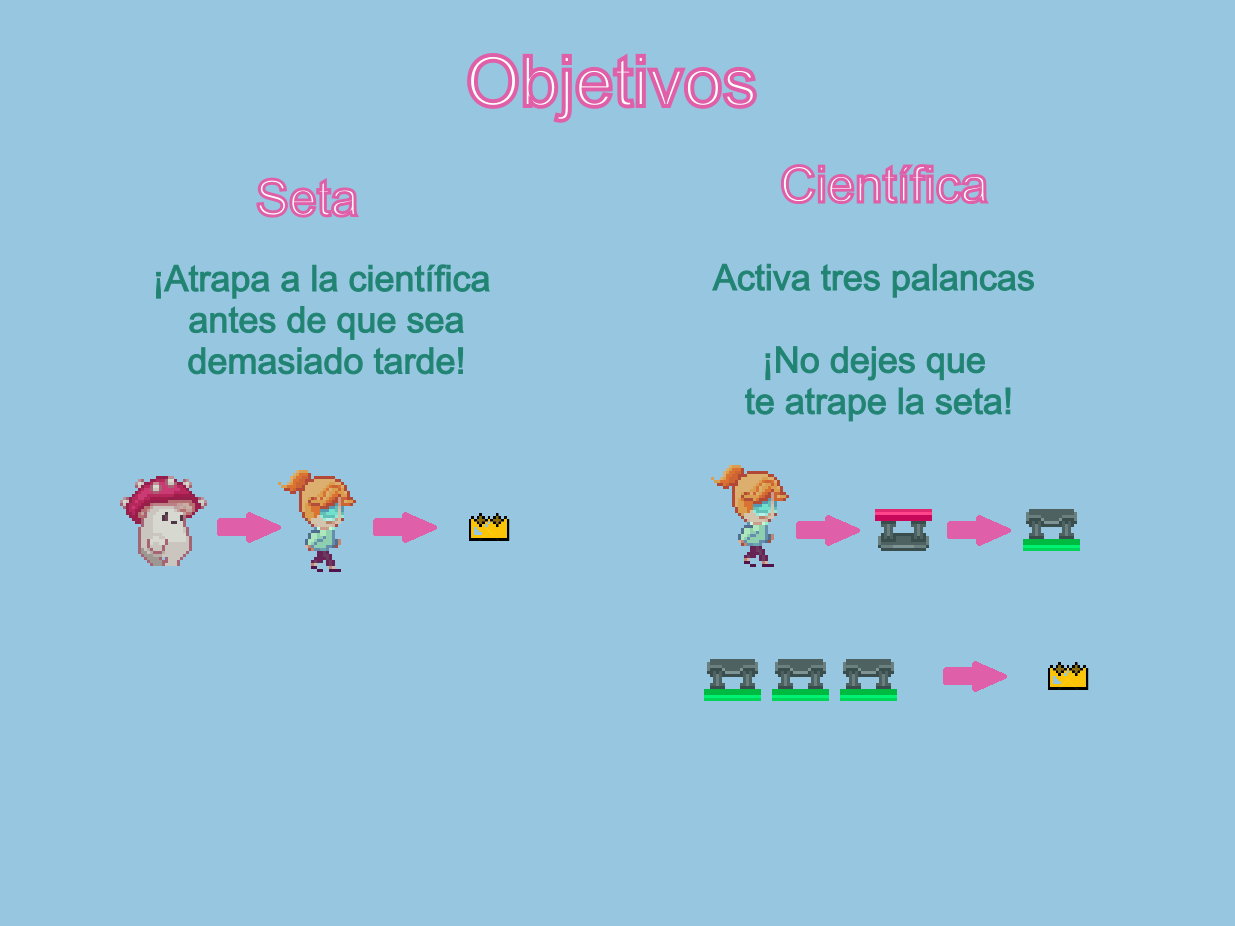 Objetivos
Seta
¡Atrapa a la científica
antes de que sea
demasiado tarde!
Científica
Activa tres palancas
¡No dejes que
te atrape la seta!